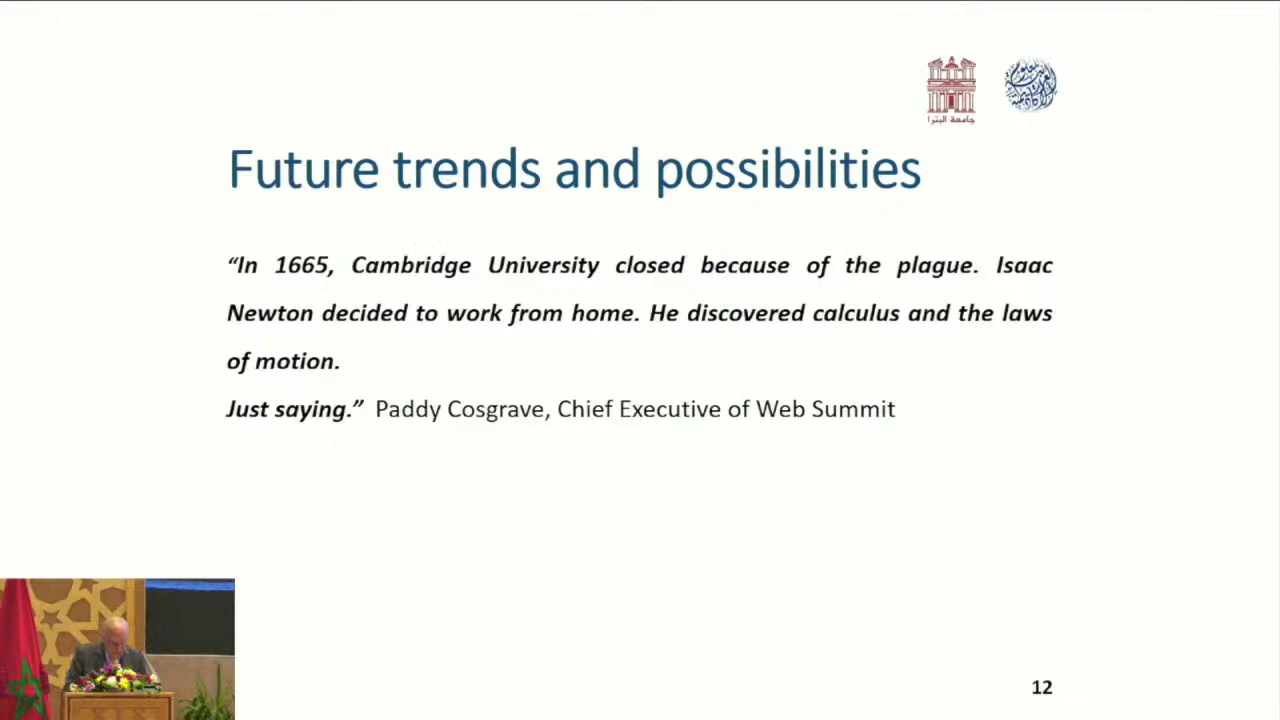 جامعة البترا
Future trends and possibilities
“In 1665, Cambridge University closed because of the plague. Isaac
Newton decided to work from home. He discovered calculus and the laws
of motion.
Just saying.” Paddy Cosgrave, Chief Executive of Web Summit
12